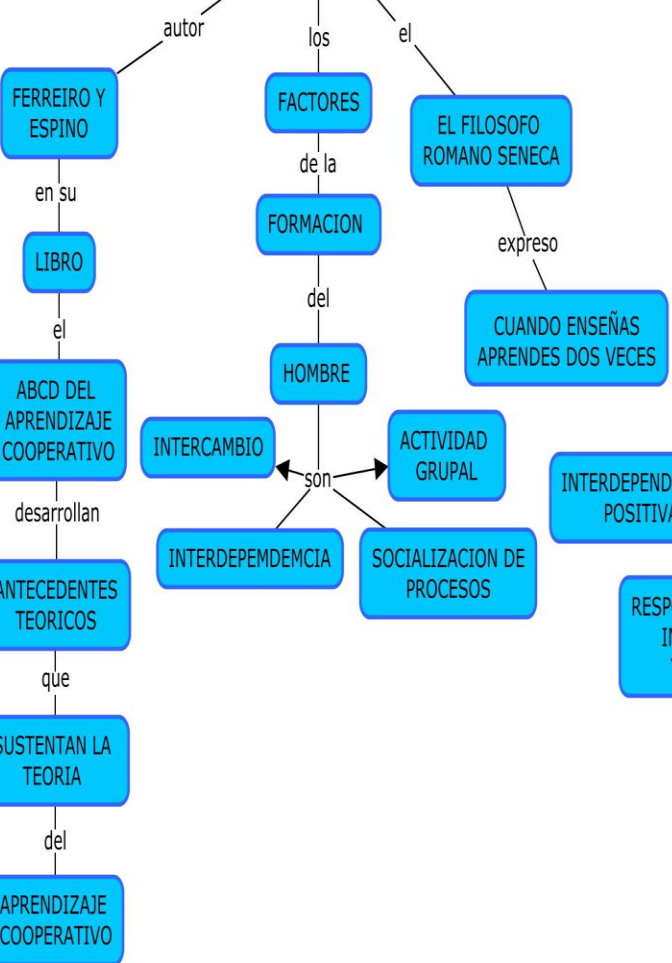 autor
los
el
FERREIRO Y
ESPINO
FACTORES
EL FILOSOFO
ROMANO SENECA
en su
de la
LIBRO
FORMACION
expreso
el
del
CUANDO ENSEÑAS
APRENDES DOS VECES
ABCD DEL
APRENDIZAJE
COOPERATIVO
HOMBRE
INTERCAMBIO
ACTIVIDAD
GRUPAL
son
desarrollan
INTERDEPEMDEMCIA
SOCIALIZACION DE
PROCESOS
ANTECEDENTES
TEORICOS
que
SUSTENTAN LA
TEORIA
del
APRENDIZAJE
COOPERATIVO